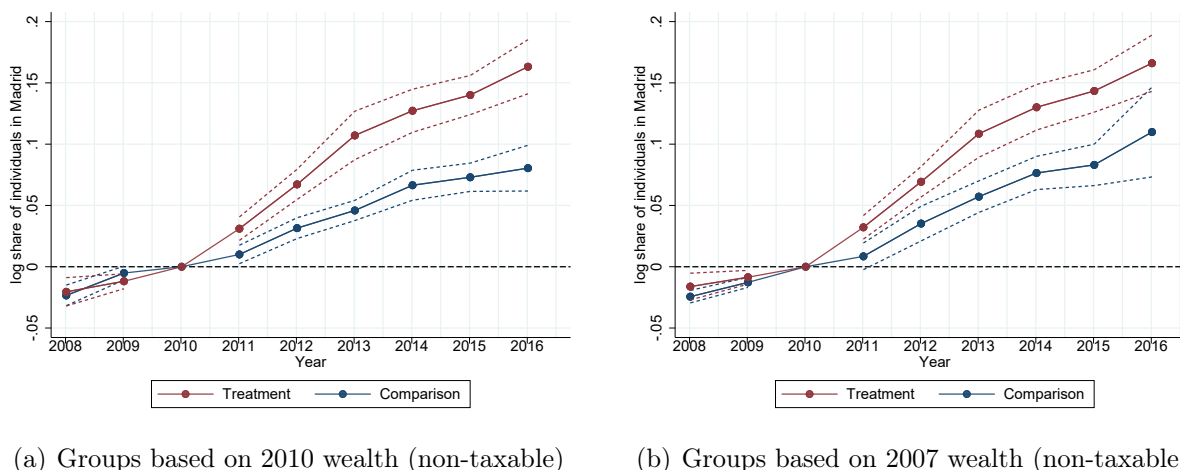 log share of individuals in Madrid
.2
.15
.1
.05
0
-.05
2008 2009 2010 2011 2012 2013 2014 2015 2016
Year
Treatment Comparison
(a) Groups based on 2010 wealth (non-taxable)
log share of individuals in Madrid
.2
.15
.1
.05
0
-.05
2008 2009 2010 2011 2012 2013 2014 2015 2016
Year
Treatment Comparison
(b) Groups based on 2007 wealth (non-taxable